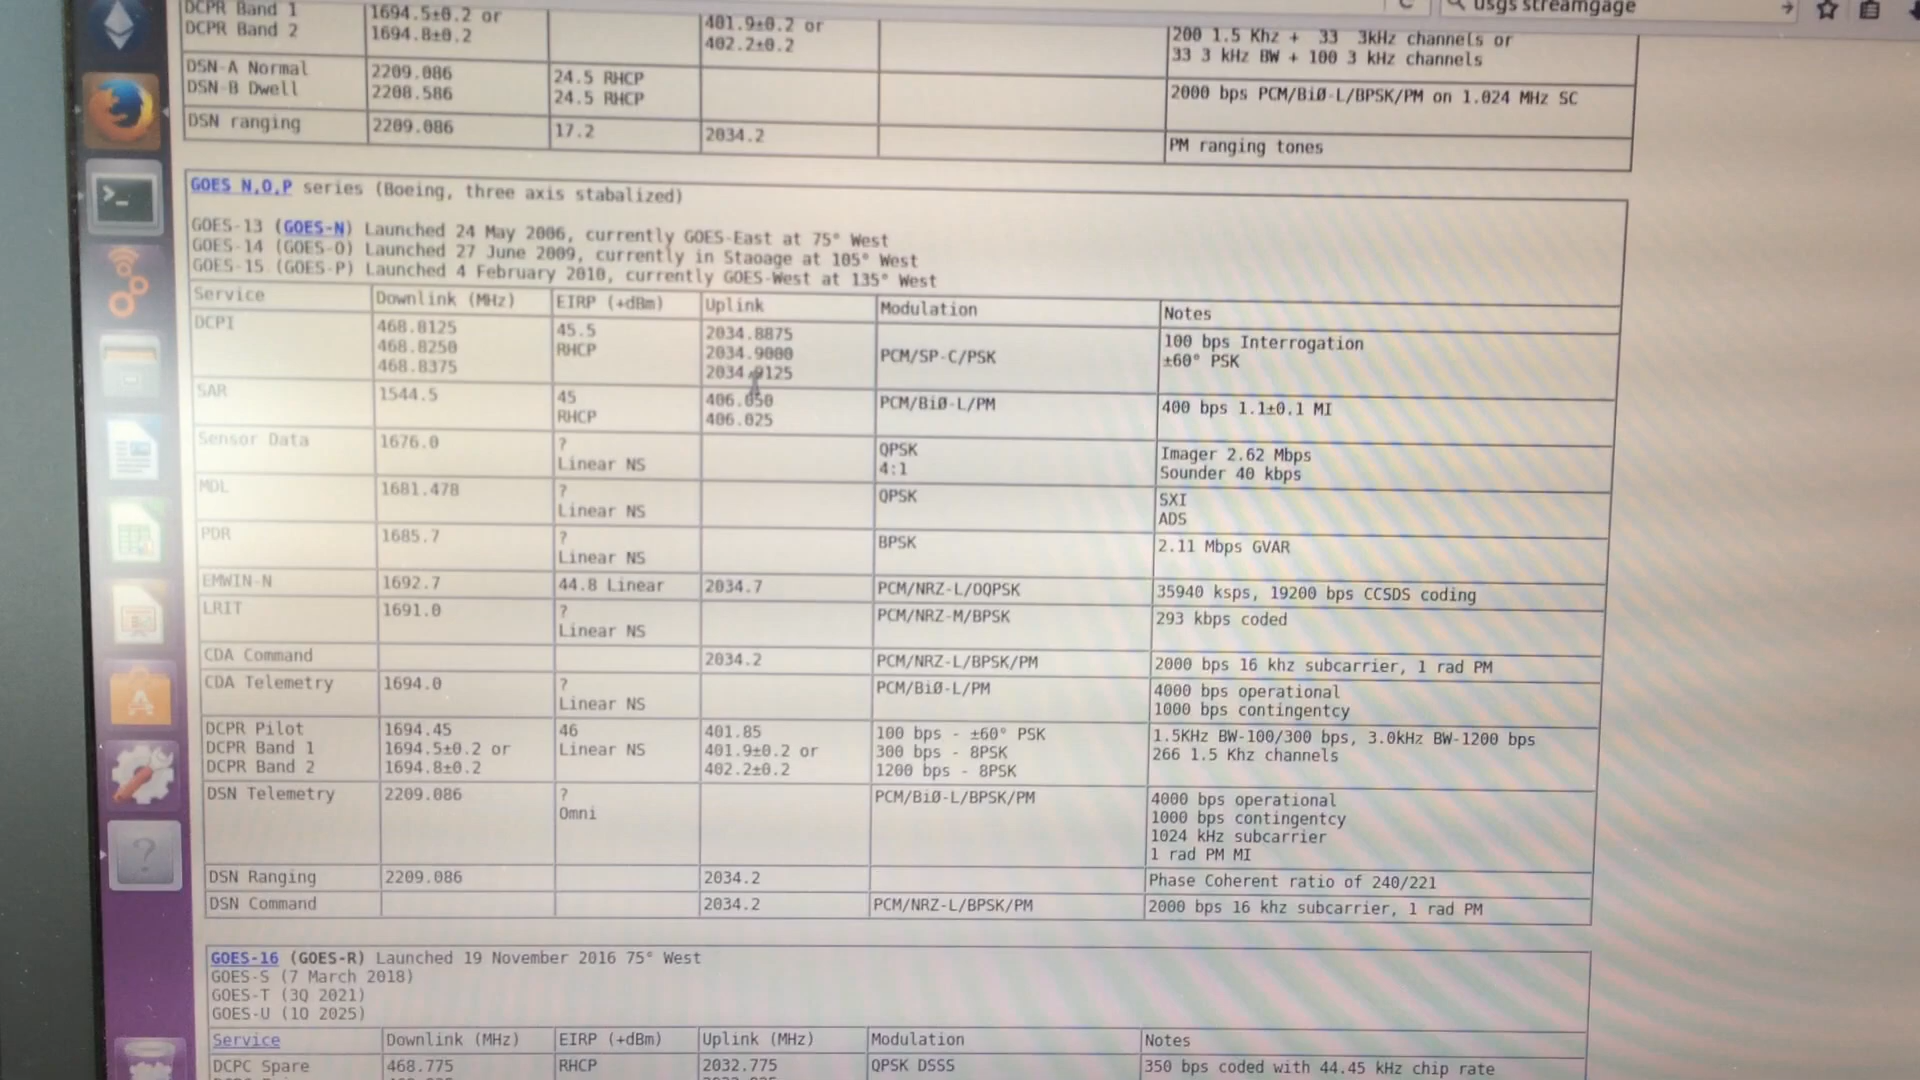 usgs streamgage
DCPR Band 1 1694.5±0.2 or 401.9±0.2 or 200 1.5 Khz + 33 3kHz channels or
DCPR Band 2 1694.8±0.2 402.2±0.2 33 3 kHz BW + 100 3 kHz channels
DSN-A Normal 2209.086 24.5 RHCP 2000 bps PCM/BiØ-L/BPSK/PM on 1.024 MHz SC
DSN-B Dwell 2208.586 24.5 RHCP
DSN ranging 2209.086 17.2 2034.2 PM ranging tones
GOES N,O,P series (Boeing, three axis stabalized)
GOES-13 (GOES-N) Launched 24 May 2006, currently GOES-East at 75° West
GOES-14 (GOES-O) Launched 27 June 2009, currently in Staoage at 105° West
GOES-15 (GOES-P) Launched 4 February 2010, currently GOES-West at 135° West
Service Downlink (MHz) EIRP (+dBm) Uplink Modulation Notes
DCPI 468.8125 45.5 2034.8875 PCM/SP-C/PSK 100 bps Interrogation
468.8250 RHCP 2034.9000 ±60° PSK
468.8375 2034.9125
SAR 1544.5 45 406.050 PCM/BiØ-L/PM 400 bps 1.1±0.1 MI
RHCP 406.025
Sensor Data 1676.0 ? QPSK Imager 2.62 Mbps
Linear NS 4:1 Sounder 40 kbps
MDL 1681.478 ? QPSK SXI
Linear NS ADS
PDR 1685.7 ? BPSK 2.11 Mbps GVAR
Linear NS
EMWIN-N 1692.7 44.8 Linear 2034.7 PCM/NRZ-L/OQPSK 35940 ksps, 19200 bps CCSDS coding
LRIT 1691.0 ? PCM/NRZ-M/BPSK 293 kbps coded
Linear NS
CDA Command 2034.2 PCM/NRZ-L/BPSK/PM 2000 bps 16 khz subcarrier, 1 rad PM
CDA Telemetry 1694.0 ? PCM/BiØ-L/PM 4000 bps operational
Linear NS 1000 bps contingentcy
DCPR Pilot 1694.45 46 401.85 100 bps - ±60° PSK 1.5KHz BW-100/300 bps, 3.0kHz BW-1200 bps
DCPR Band 1 1694.5±0.2 or Linear NS 401.9±0.2 or 300 bps - 8PSK 266 1.5 Khz channels
DCPR Band 2 1694.8±0.2 402.2±0.2 1200 bps - 8PSK
DSN Telemetry 2209.086 ? PCM/BiØ-L/BPSK/PM 4000 bps operational
Omni 1000 bps contingentcy
1024 kHz subcarrier
1 rad PM MI
DSN Ranging 2209.086 2034.2 Phase Coherent ratio of 240/221
DSN Command 2034.2 PCM/NRZ-L/BPSK/PM 2000 bps 16 khz subcarrier, 1 rad PM
GOES-16 (GOES-R) Launched 19 November 2016 75° West
GOES-S (7 March 2018)
GOES-T (3Q 2021)
GOES-U (1Q 2025)
Service Downlink (MHz) EIRP (+dBm) Uplink (MHz) Modulation Notes
DCPC Spare 468.775 RHCP 2032.775 QPSK DSSS 350 bps coded with 44.45 kHz chip rate